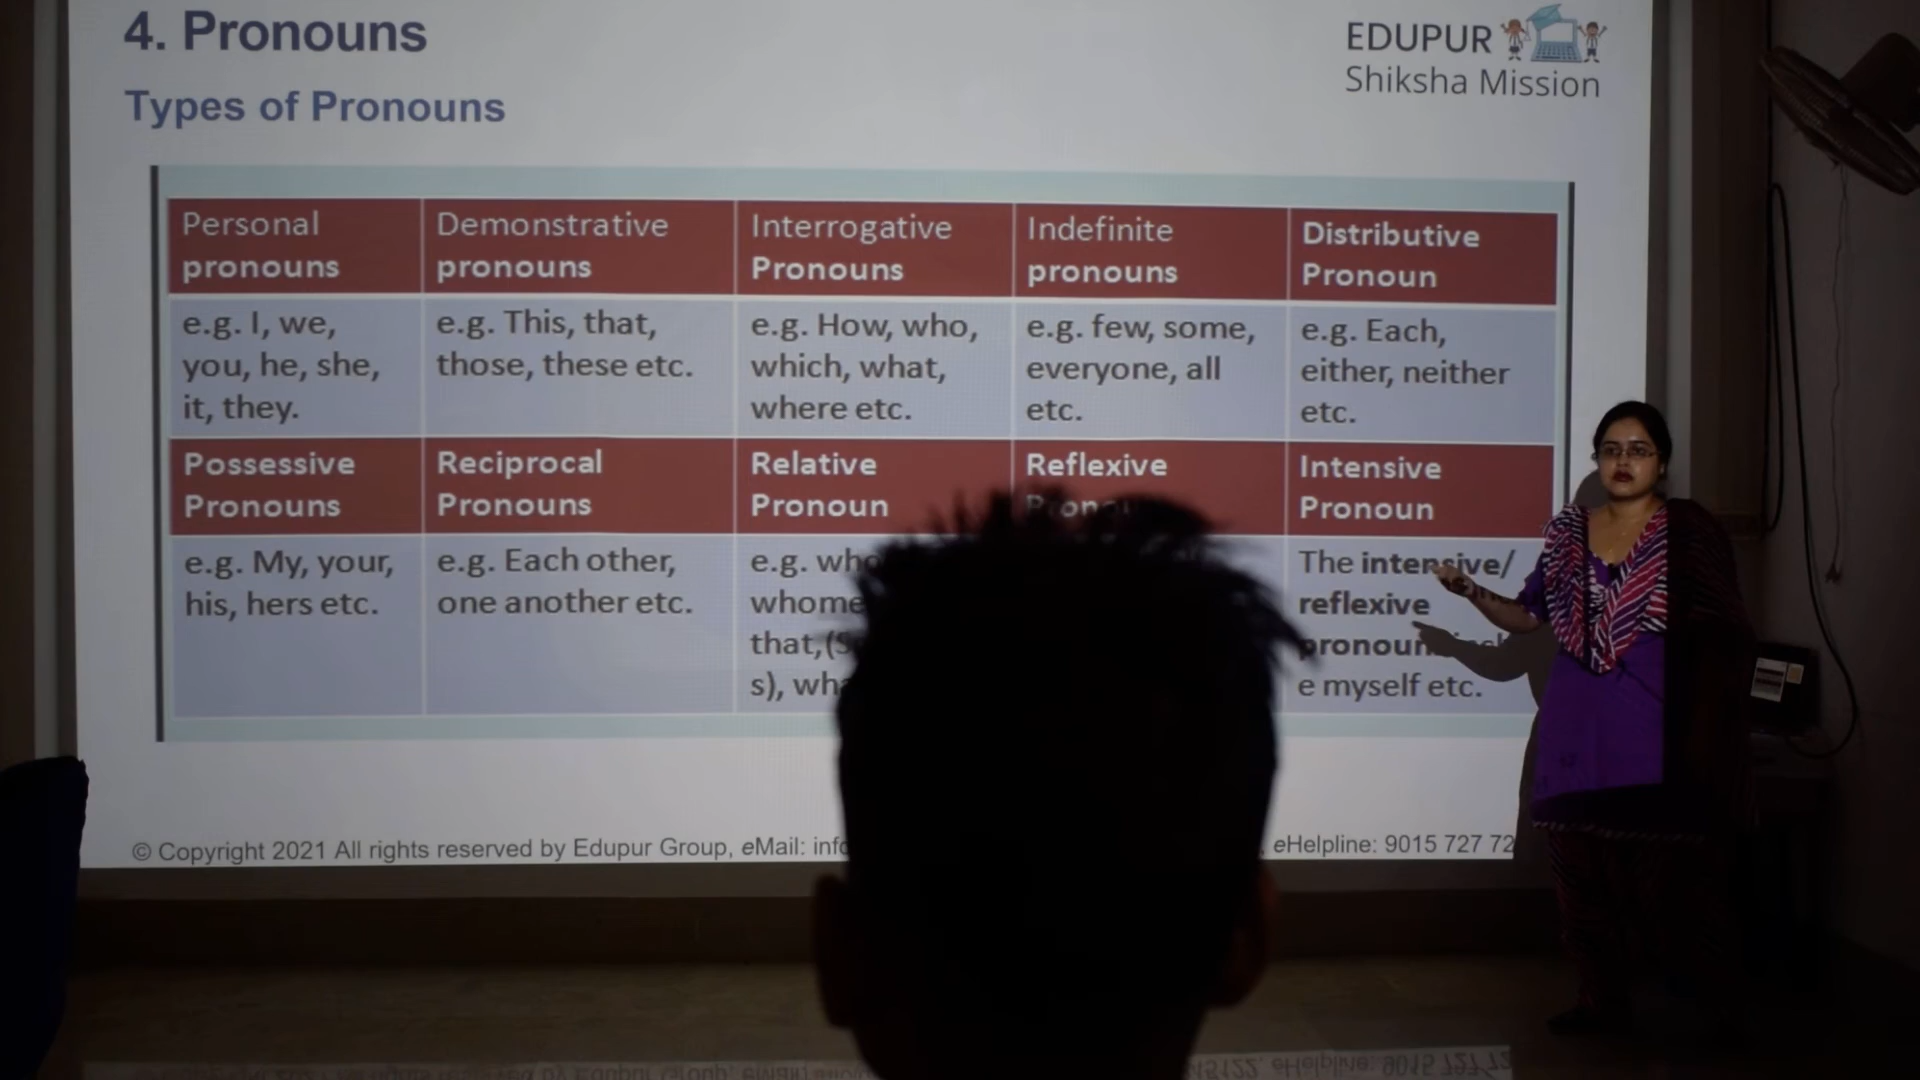 4. Pronouns
Types of Pronouns
EDUPUR
Shiksha Mission
Personal
pronouns
Demonstrative
pronouns
Interrogative
Pronouns
Indefinite
pronouns
Distributive
Pronoun
e.g. I, we,
you, he, she,
it, they.
e.g. This, that,
those, these etc.
e.g. How, who,
which, what,
where etc.
e.g. few, some,
everyone, all
etc.
e.g. Each,
either, neither
etc.
Possessive
Pronouns
Reciprocal
Pronouns
Relative
Pronoun
Reflexive
Intensive
Pronoun
e.g. My, your,
his, hers etc.
e.g. Each other,
one another etc.
e.g.
that,
The intensive/
reflexive
e myself etc.
© Copyright 2021 All rights reserved by Edupur Group, eMail: eHelpline: 9015 727 72